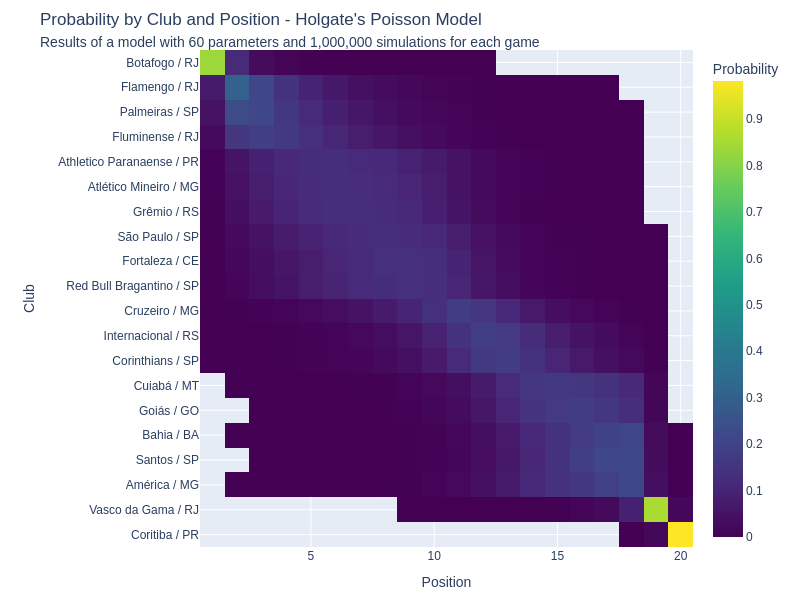 Probability by Club and Position - Holgate's Poisson Model
Results of a model with 60 parameters and 1,000,000 simulations for each game
Probability
Botafogo / RJ
Flamengo / RJ
Palmeiras / SP
Fluminense / RJ
Athletico Paranaense / PR
Atlético Mineiro / MG
Grêmio / RS
São Paulo / SP
Fortaleza / CE
Red Bull Bragantino / SP
Cruzeiro / MG
Internacional / RS
Corinthians / SP
Cuiabá / MT
Goiás / GO
Bahia / BA
Santos / SP
América / MG
Vasco da Gama / RJ
Coritiba / PR
Club
5
10
15
20
Position
0.9
0.8
0.7
0.6
0.5
0.4
0.3
0.2
0.1
0